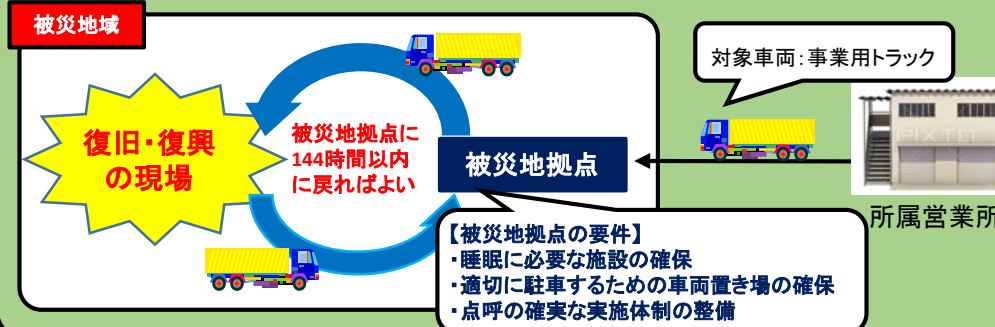 被災地域
対象車両：事業用トラック
復旧・復興
の現場
被災地拠点に
144時間以内
に戻ればよい
被災地拠点
PIXTA
所属営業所
【被災地拠点の要件】
・睡眠に必要な施設の確保
・適切に駐車するための車両置き場の確保
・点呼の確実な実施体制の整備